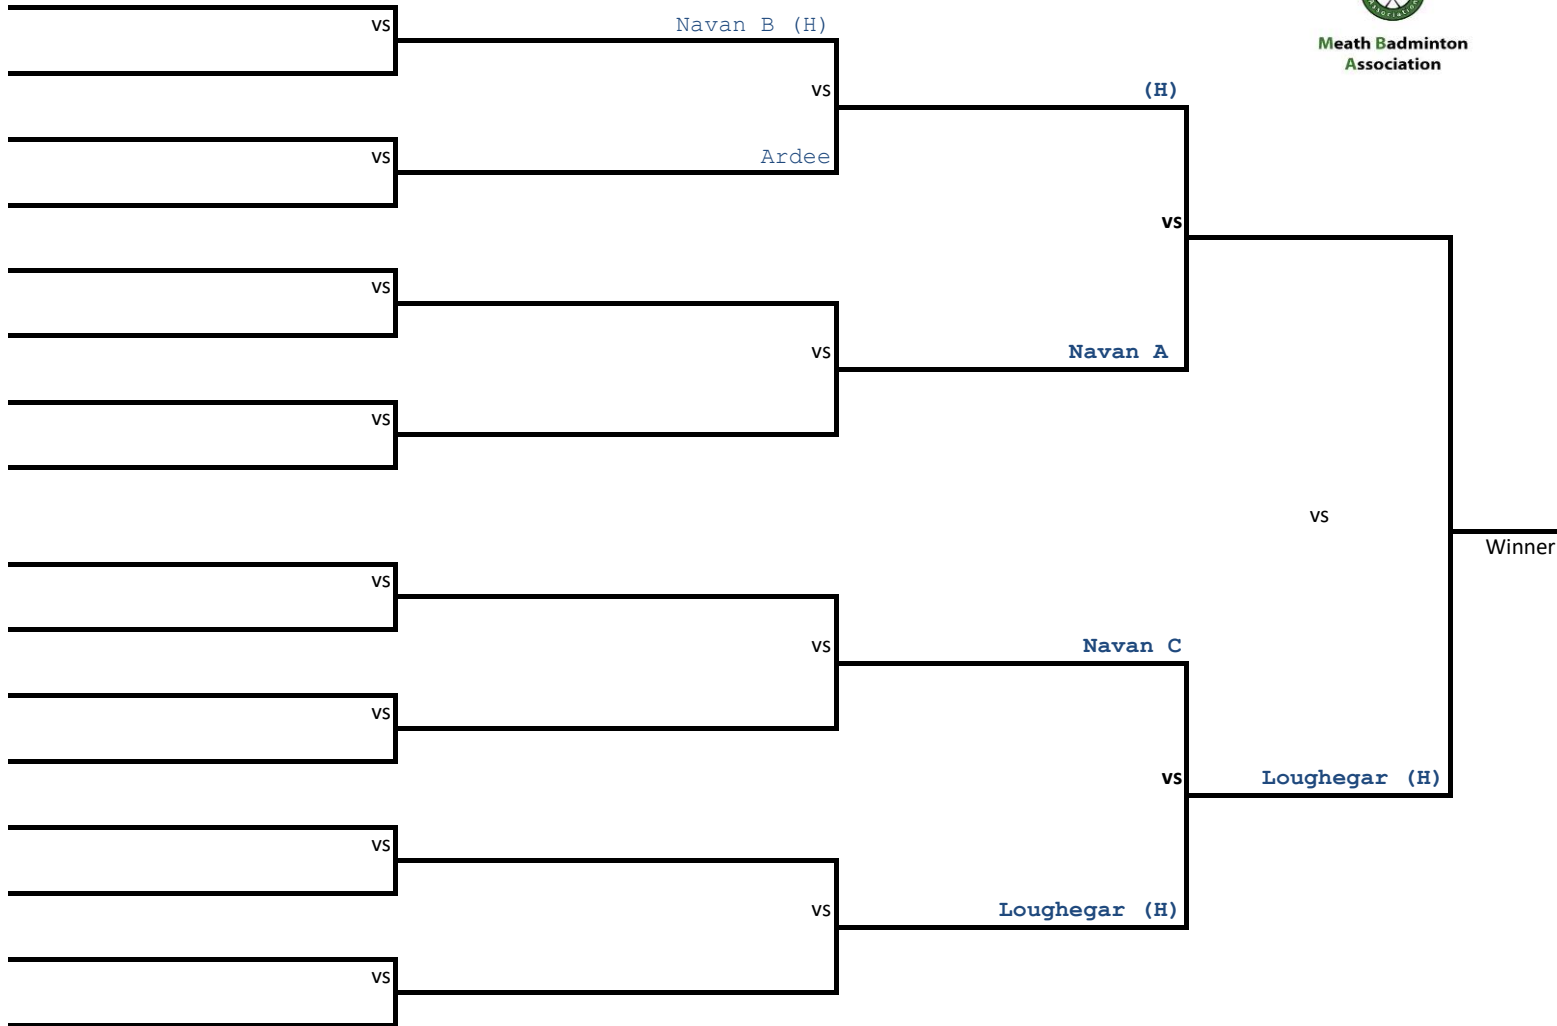 Association
Meath Badminton
Association
vs
Navan B (H)
vs
(H)
vs
Ardee
vs
vs
vs
Navan A
vs
vs
Winner
vs
vs
Navan C
vs
vs
Loughegar (H)
vs
vs
Loughegar (H)
vs